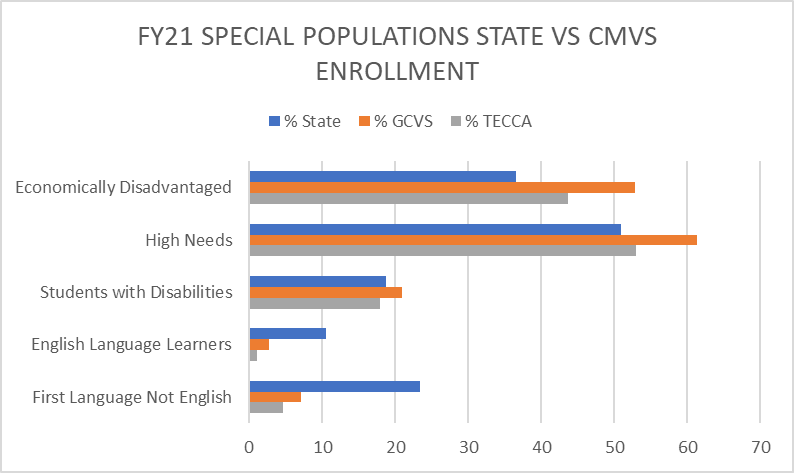 FY21 SPECIAL POPULATIONS STATE VS CMVS
ENROLLMENT
% State % GCVS % TECCA
Economically Disadvantaged
High Needs
Students with Disabilities
English Language Learners
First Language Not English
0 10 20 30 40 50 60 70